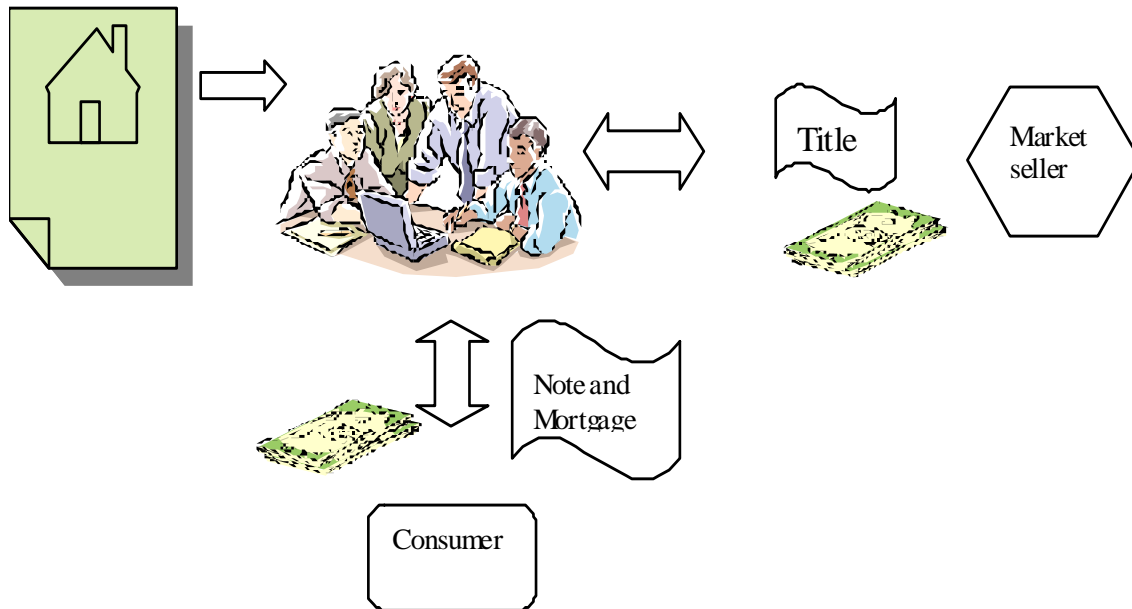 Title
Market
seller
Note and
Mortgage
Consumer